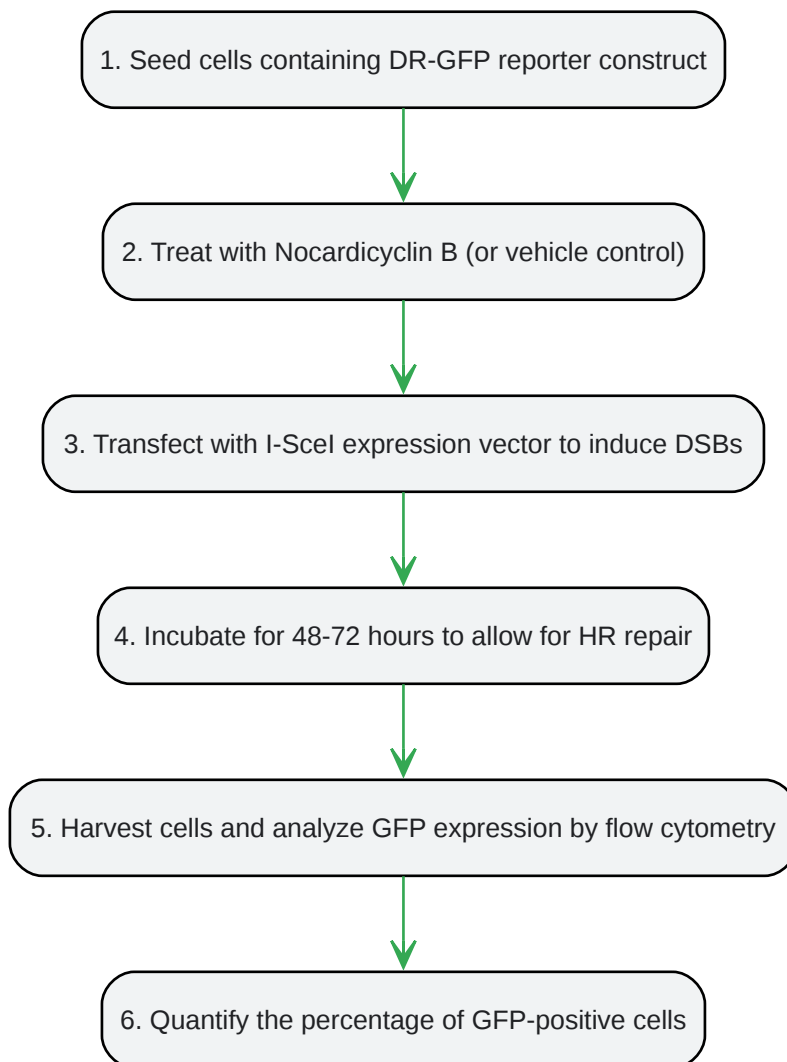 1. Seed cells containing DR-GFP reporter construct
2. Treat with Nocardicyclin B (or vehicle control)
3. Transfect with I-SceI expression vector to induce DSBs
4. Incubate for 48-72 hours to allow for HR repair
5. Harvest cells and analyze GFP expression by flow cytometry
6. Quantify the percentage of GFP-positive cells